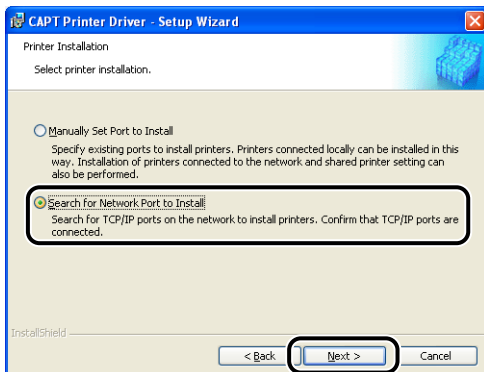 CAPT Printer Driver - Setup Wizard
Printer Installation
Select printer installation.
Manually Set Port to Install
Specify existing ports to install printers. Printers connected locally can be installed in this
way. Installation of printers connected to the network and shared printer setting can
also be performed.
Search for Network Port to Install
Search for TCP/IP ports on the network to install printers. Confirm that TCP/IP ports are
connected.
InstallShield
< Back Next > Cancel